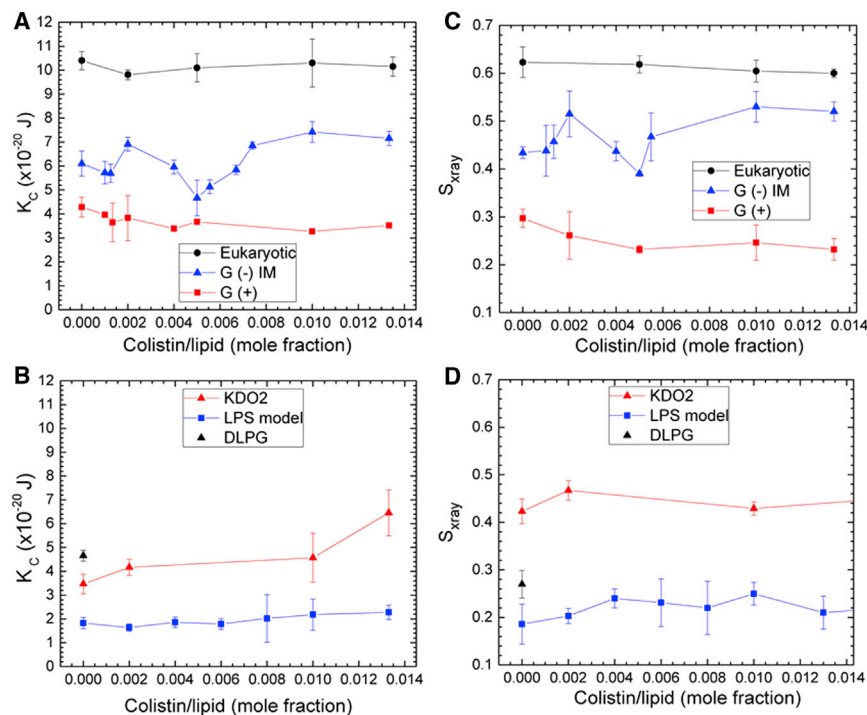 A
12
11
10
9
8
7
6
5
4
3
2
1
0
K_C (x10^-20 J)
Eukaryotic
G (-) IM
G (+)
0.000 0.002 0.004 0.006 0.008 0.010 0.012 0.014
Colistin/lipid (mole fraction)
C
0.7
0.6
0.5
0.4
0.3
0.2
0.1
S_xray
Eukaryotic
G (-) IM
G (+)
0.000 0.002 0.004 0.006 0.008 0.010 0.012 0.014
Colistin/lipid (mole fraction)
B
12
11
10
9
8
7
6
5
4
3
2
1
0
K_C (x10^-20 J)
KDO2
LPS model
DLPG
0.000 0.002 0.004 0.006 0.008 0.010 0.012 0.014
Colistin/lipid (mole fraction)
D
0.7
0.6
0.5
0.4
0.3
0.2
0.1
S_xray
KDO2
LPS model
DLPG
0.000 0.002 0.004 0.006 0.008 0.010 0.012 0.014
Colistin/lipid (mole fraction)